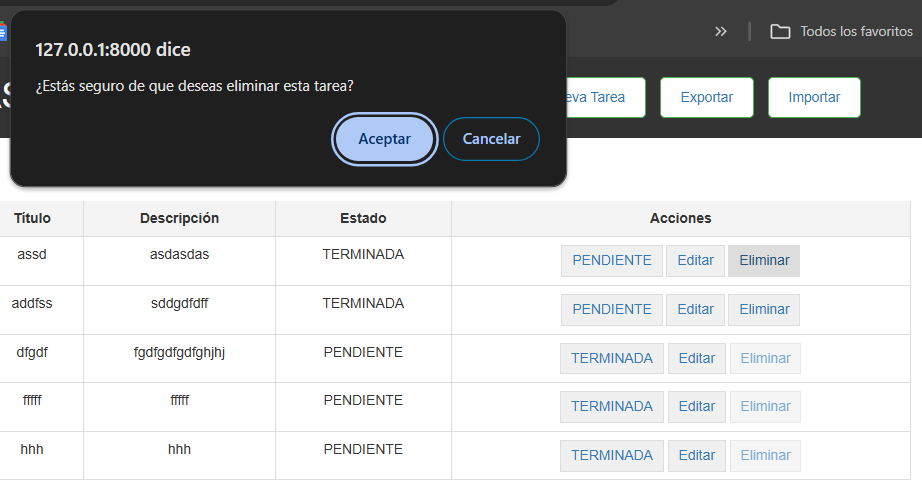 127.0.0.1:8000 dice
¿Estás seguro de que deseas eliminar esta tarea?
Aceptar Cancelar
» Todos los favoritos
Tarea Exportar Importar
Título Descripción Estado Acciones
assd asdasdas TERMINADA PENDIENTE Editar Eliminar
addfss sddgdfdff TERMINADA PENDIENTE Editar Eliminar
dfgdf fgdfgdfgdfghjhj PENDIENTE TERMINADA Editar Eliminar
fffff fffff PENDIENTE TERMINADA Editar Eliminar
hhh hhh PENDIENTE TERMINADA Editar Eliminar